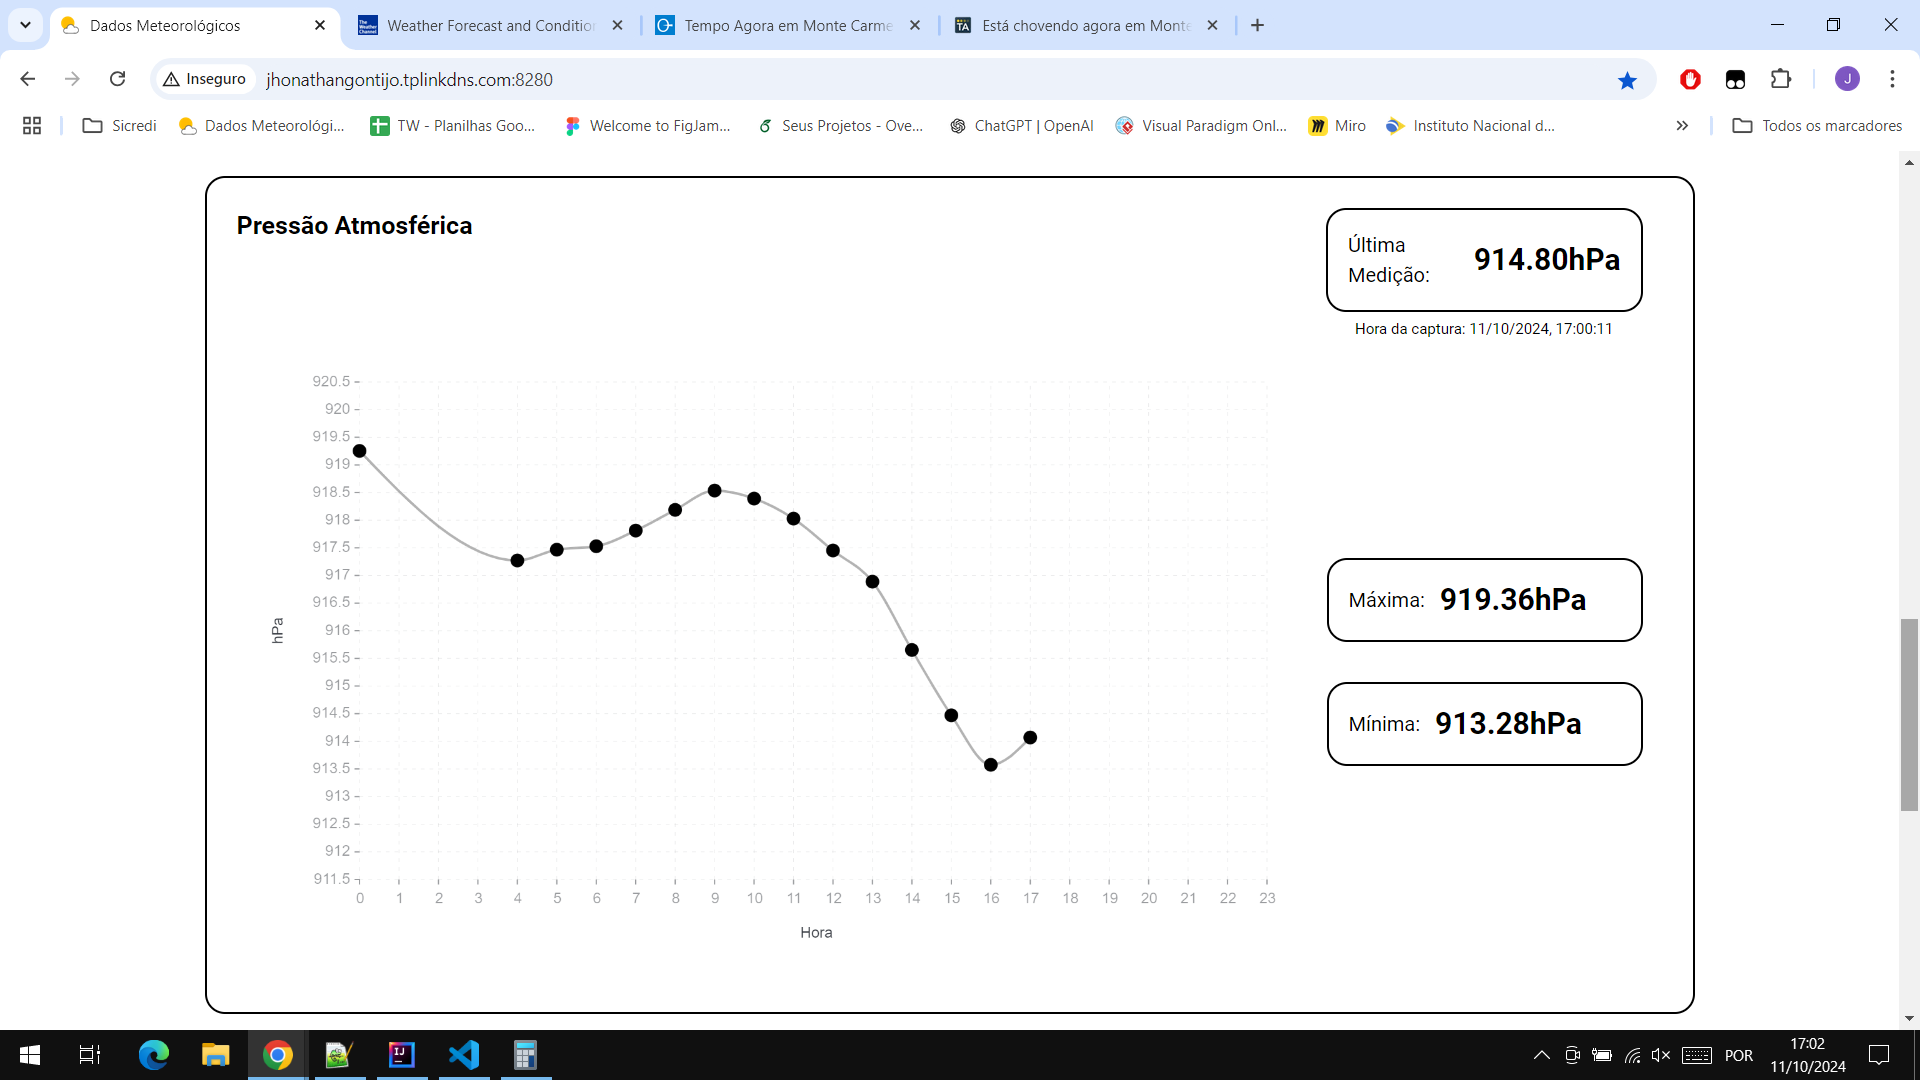 Dados Meteorológicos
Weather Forecast and Conditio
Tempo Agora em Monte Carme
Está chovendo agora em Monte
Inseguro
jhonathangontijo.tplinkdns.com:8280
J
Sicredi
Dados Meteorológi...
TW - Planilhas Goo...
Welcome to FigJam...
Seus Projetos - Ove...
ChatGPT | OpenAI
Visual Paradigm Onl...
Miro
Instituto Nacional d...
Todos os marcadores
Pressão Atmosférica
Última
Medição:
914.80hPa
Hora da captura: 11/10/2024, 17:00:11
920.5
920
919.5
919
918.5
918
917.5
917
916.5
916
915.5
915
914.5
914
913.5
913
912.5
912
911.5
hPa
0 1 2 3 4 5 6 7 8 9 10 11 12 13 14 15 16 17 18 19 20 21 22 23
Hora
Máxima: 919.36hPa
Mínima: 913.28hPa
POR
17:02
11/10/2024